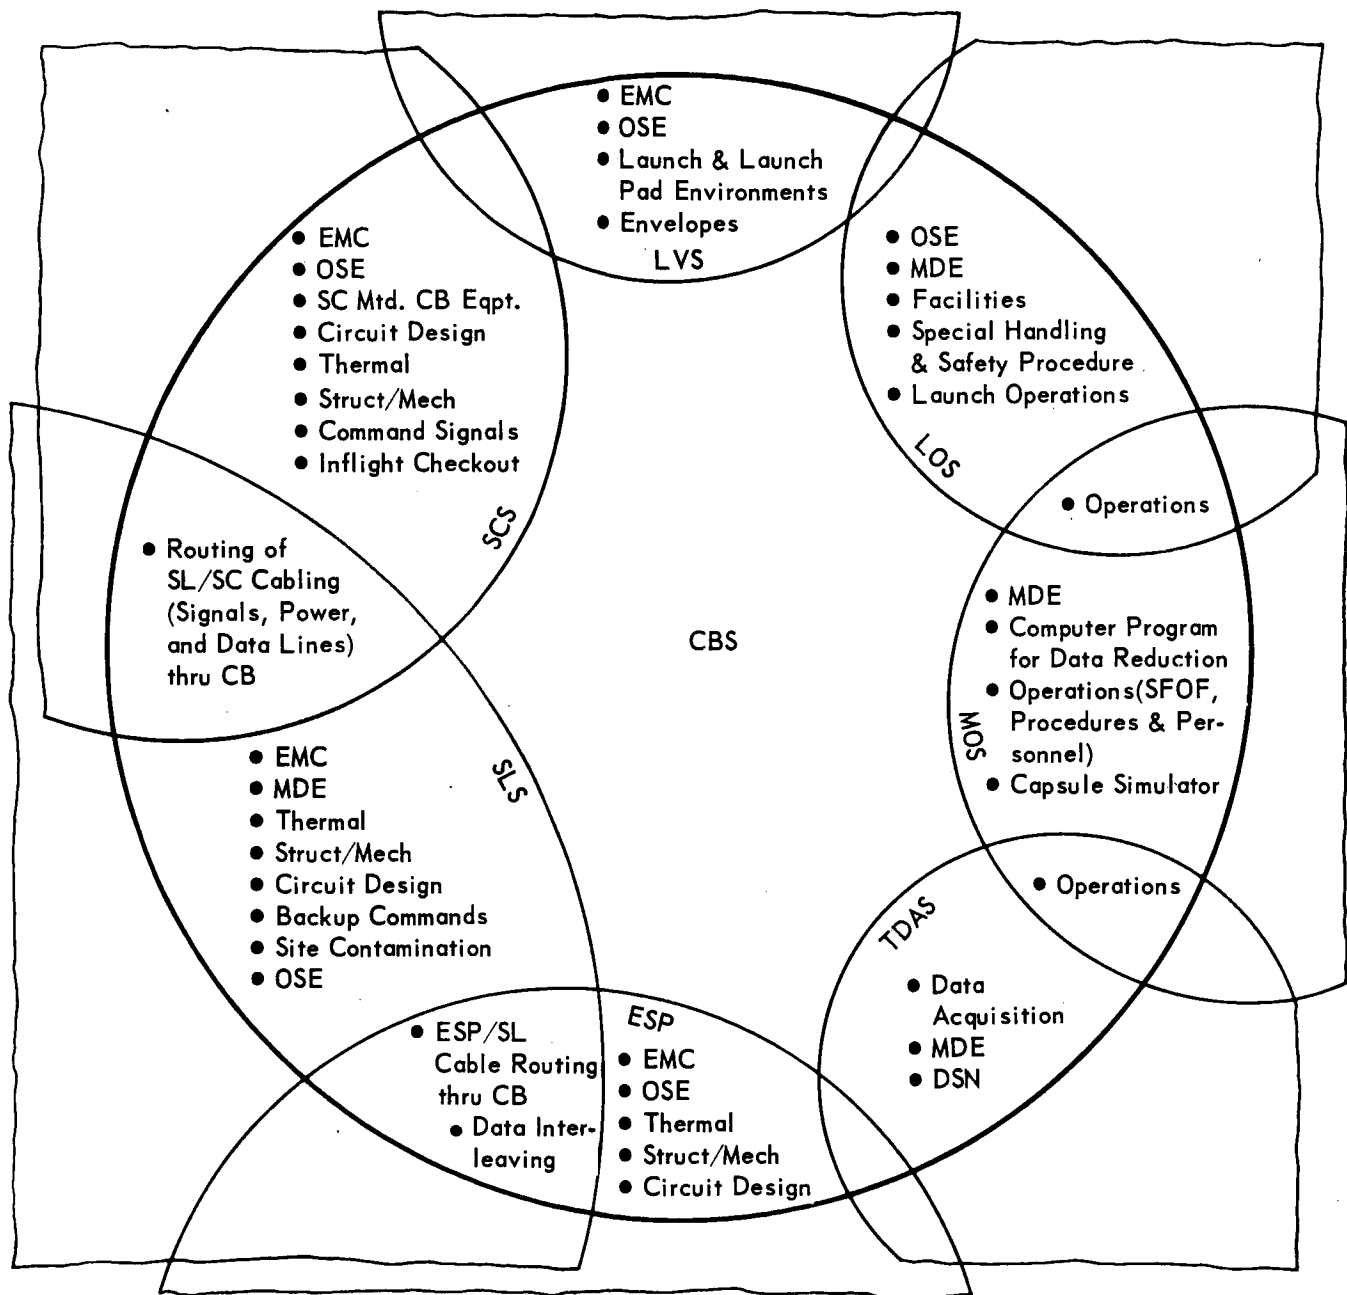 • EMC
• OSE
• Launch & Launch
Pad Environments
• Envelopes
LVS
• EMC
• OSE
• SC Mtd. CB Eqpt.
• Circuit Design
• Thermal
• Struct/Mech
• Command Signals
• Inflight Checkout
SCS
• OSE
• MDE
• Facilities
• Special Handling
& Safety Procedure
• Launch Operations
LOS
• Operations
• Routing of
SL/SC Cabling
(Signals, Power,
and Data Lines)
thru CB
CBS
• MDE
• Computer Program
for Data Reduction
• Operations(SFOF,
Procedures & Per-
sonnel)
• Capsule Simulator
MOS
• EMC
• MDE
• Thermal
• Struct/Mech
• Circuit Design
• Backup Commands
• Site Contamination
• OSE
SLS
• Operations
TDAS
• Data
Acquisition
• MDE
• DSN
• ESP/SL
Cable Routing
thru CB
• Data Inter-
leaving
ESP
• EMC
• OSE
• Thermal
• Struct/Mech
• Circuit Design